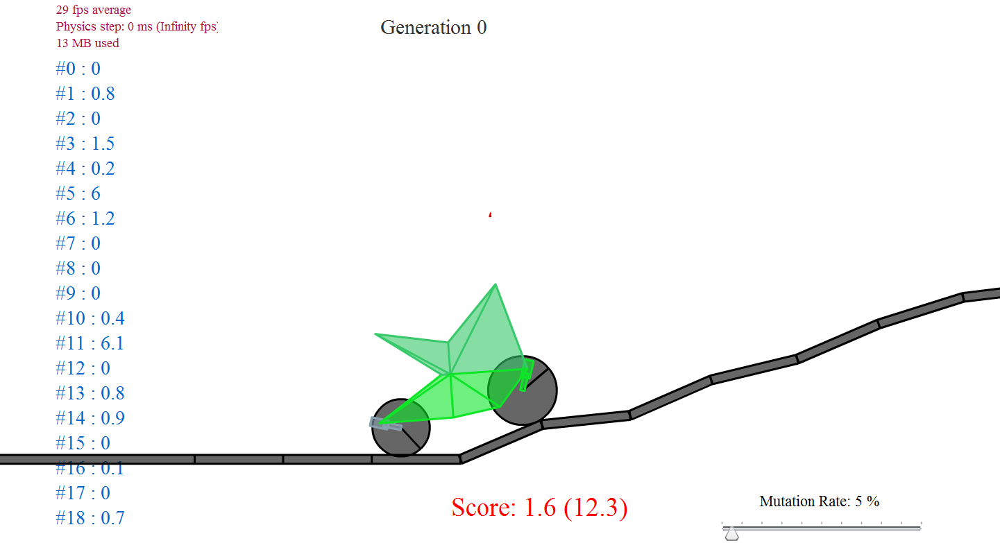 29 fps average
Physics step: 0 ms (Infinity fps)
13 MB used
Generation 0
#0 : 0
#1 : 0.8
#2 : 0
#3 : 1.5
#4 : 0.2
#5 : 6
#6 : 1.2
#7 : 0
#8 : 0
#9 : 0
#10 : 0.4
#11 : 6.1
#12 : 0
#13 : 0.8
#14 : 0.9
#15 : 0
#16 : 0.1
#17 : 0
#18 : 0.7
Score: 1.6 (12.3)
Mutation Rate: 5 %